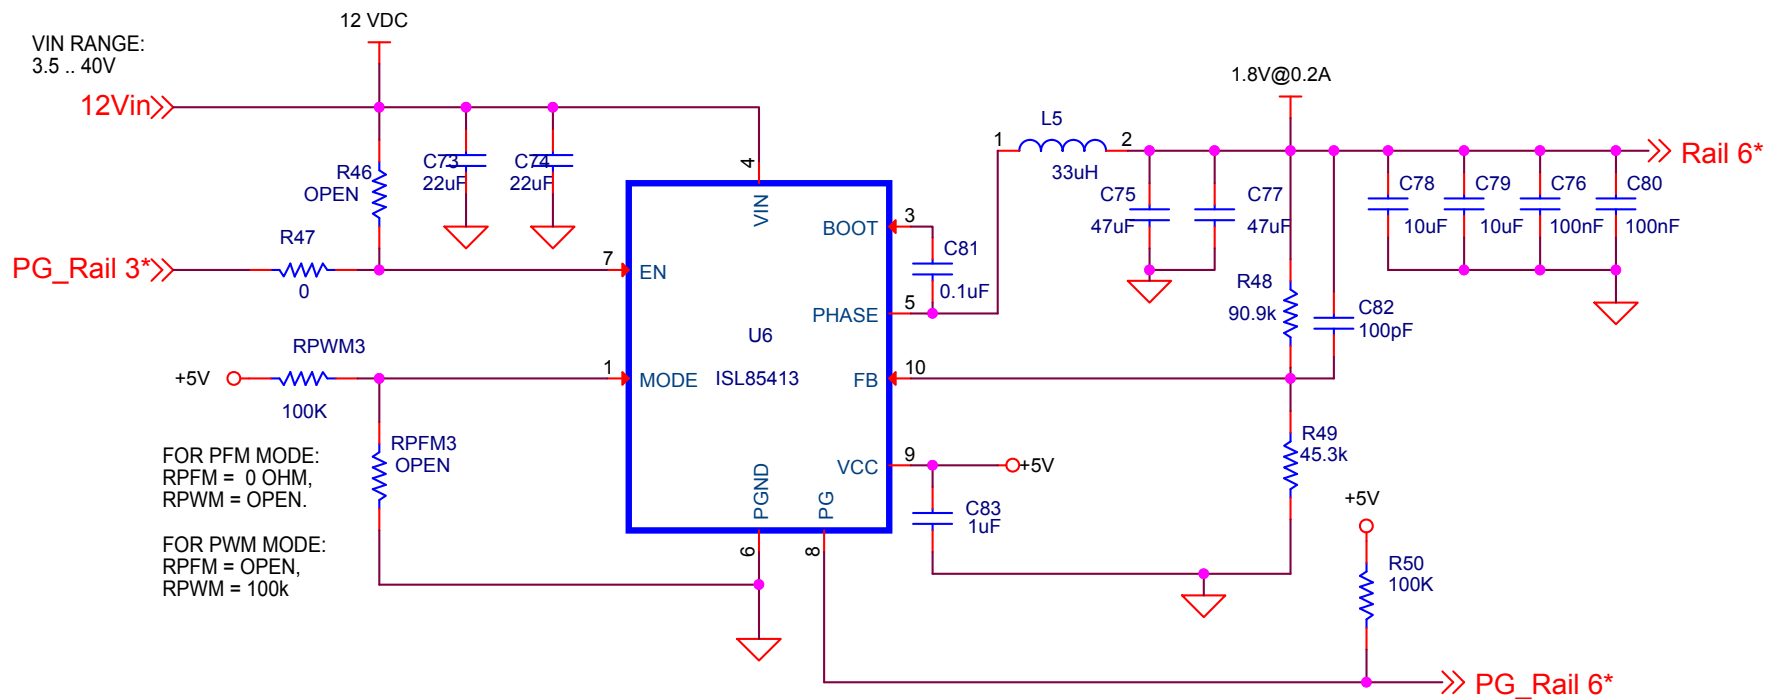 12 VDC
VIN RANGE:
3.5 .. 40V
12Vin
1.8V@0.2A
L5
1
2
33uH
Rail 6*
R46
OPEN
C73
22uF
C74
22uF
4
VIN
C75
47uF
C77
47uF
C78
10uF
C79
10uF
C76
100nF
C80
100nF
BOOT
3
C81
0.1uF
R47
0
PG_Rail 3*
7
EN
PHASE
5
R48
90.9k
C82
100pF
U6
ISL85413
RPWM3
+5V
100K
1
MODE
FB
10
RPFM3
OPEN
R49
45.3k
FOR PFM MODE:
RPFM = 0 OHM,
RPWM = OPEN.
VCC
9
+5V
C83
1uF
PGND
PG
6
8
+5V
R50
100K
FOR PWM MODE:
RPFM = OPEN,
RPWM = 100k
PG_Rail 6*